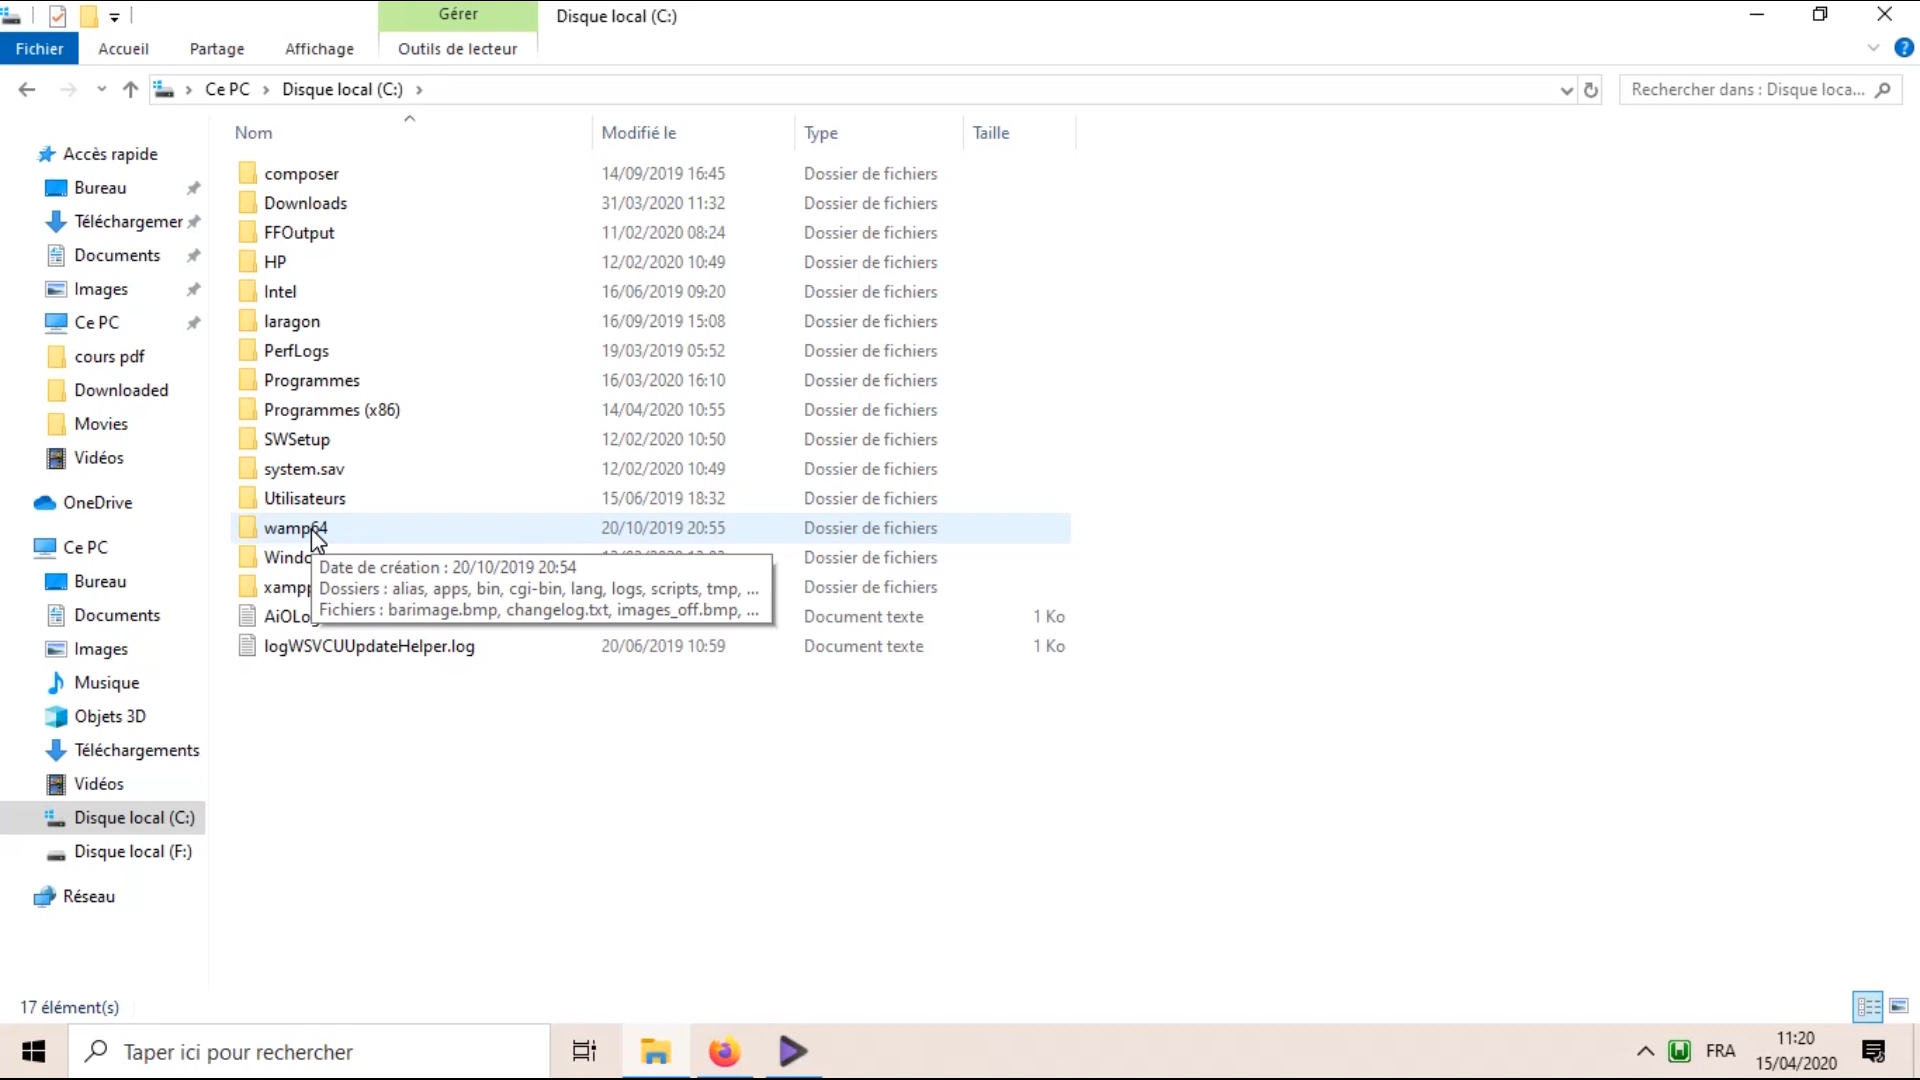 Gérer
Disque local (C:)
Fichier
Accueil
Partage
Affichage
Outils de lecteur
Ce PC
Disque local (C:)
Rechercher dans : Disque loca...
Nom
Modifié le
Type
Taille
Accès rapide
Bureau
Téléchargemer
Documents
Images
Ce PC
cours pdf
Downloaded
Movies
Vidéos
OneDrive
Ce PC
Bureau
Documents
Images
Musique
Objets 3D
Téléchargements
Vidéos
Disque local (C:)
Disque local (F:)
Réseau
composer 14/09/2019 16:45 Dossier de fichiers
Downloads 31/03/2020 11:32 Dossier de fichiers
FFOutput 11/02/2020 08:24 Dossier de fichiers
HP 12/02/2020 10:49 Dossier de fichiers
Intel 16/06/2019 09:20 Dossier de fichiers
laragon 16/09/2019 15:08 Dossier de fichiers
PerfLogs 19/03/2019 05:52 Dossier de fichiers
Programmes 16/03/2020 16:10 Dossier de fichiers
Programmes (x86) 14/04/2020 10:55 Dossier de fichiers
SWSetup 12/02/2020 10:50 Dossier de fichiers
system.sav 12/02/2020 10:49 Dossier de fichiers
Utilisateurs 15/06/2019 18:32 Dossier de fichiers
wamp64 20/10/2019 20:55 Dossier de fichiers
Windo Dossier de fichiers
xampp Dossier de fichiers
AiOLog Document texte 1 Ko
logWSVCUUpdateHelper.log 20/06/2019 10:59 Document texte 1 Ko
Date de création : 20/10/2019 20:54
Dossiers : alias, apps, bin, cgi-bin, lang, logs, scripts, tmp, ...
Fichiers : barimage.bmp, changelog.txt, images_off.bmp, ...
17 élément(s)
Taper ici pour rechercher
FRA
11:20
15/04/2020